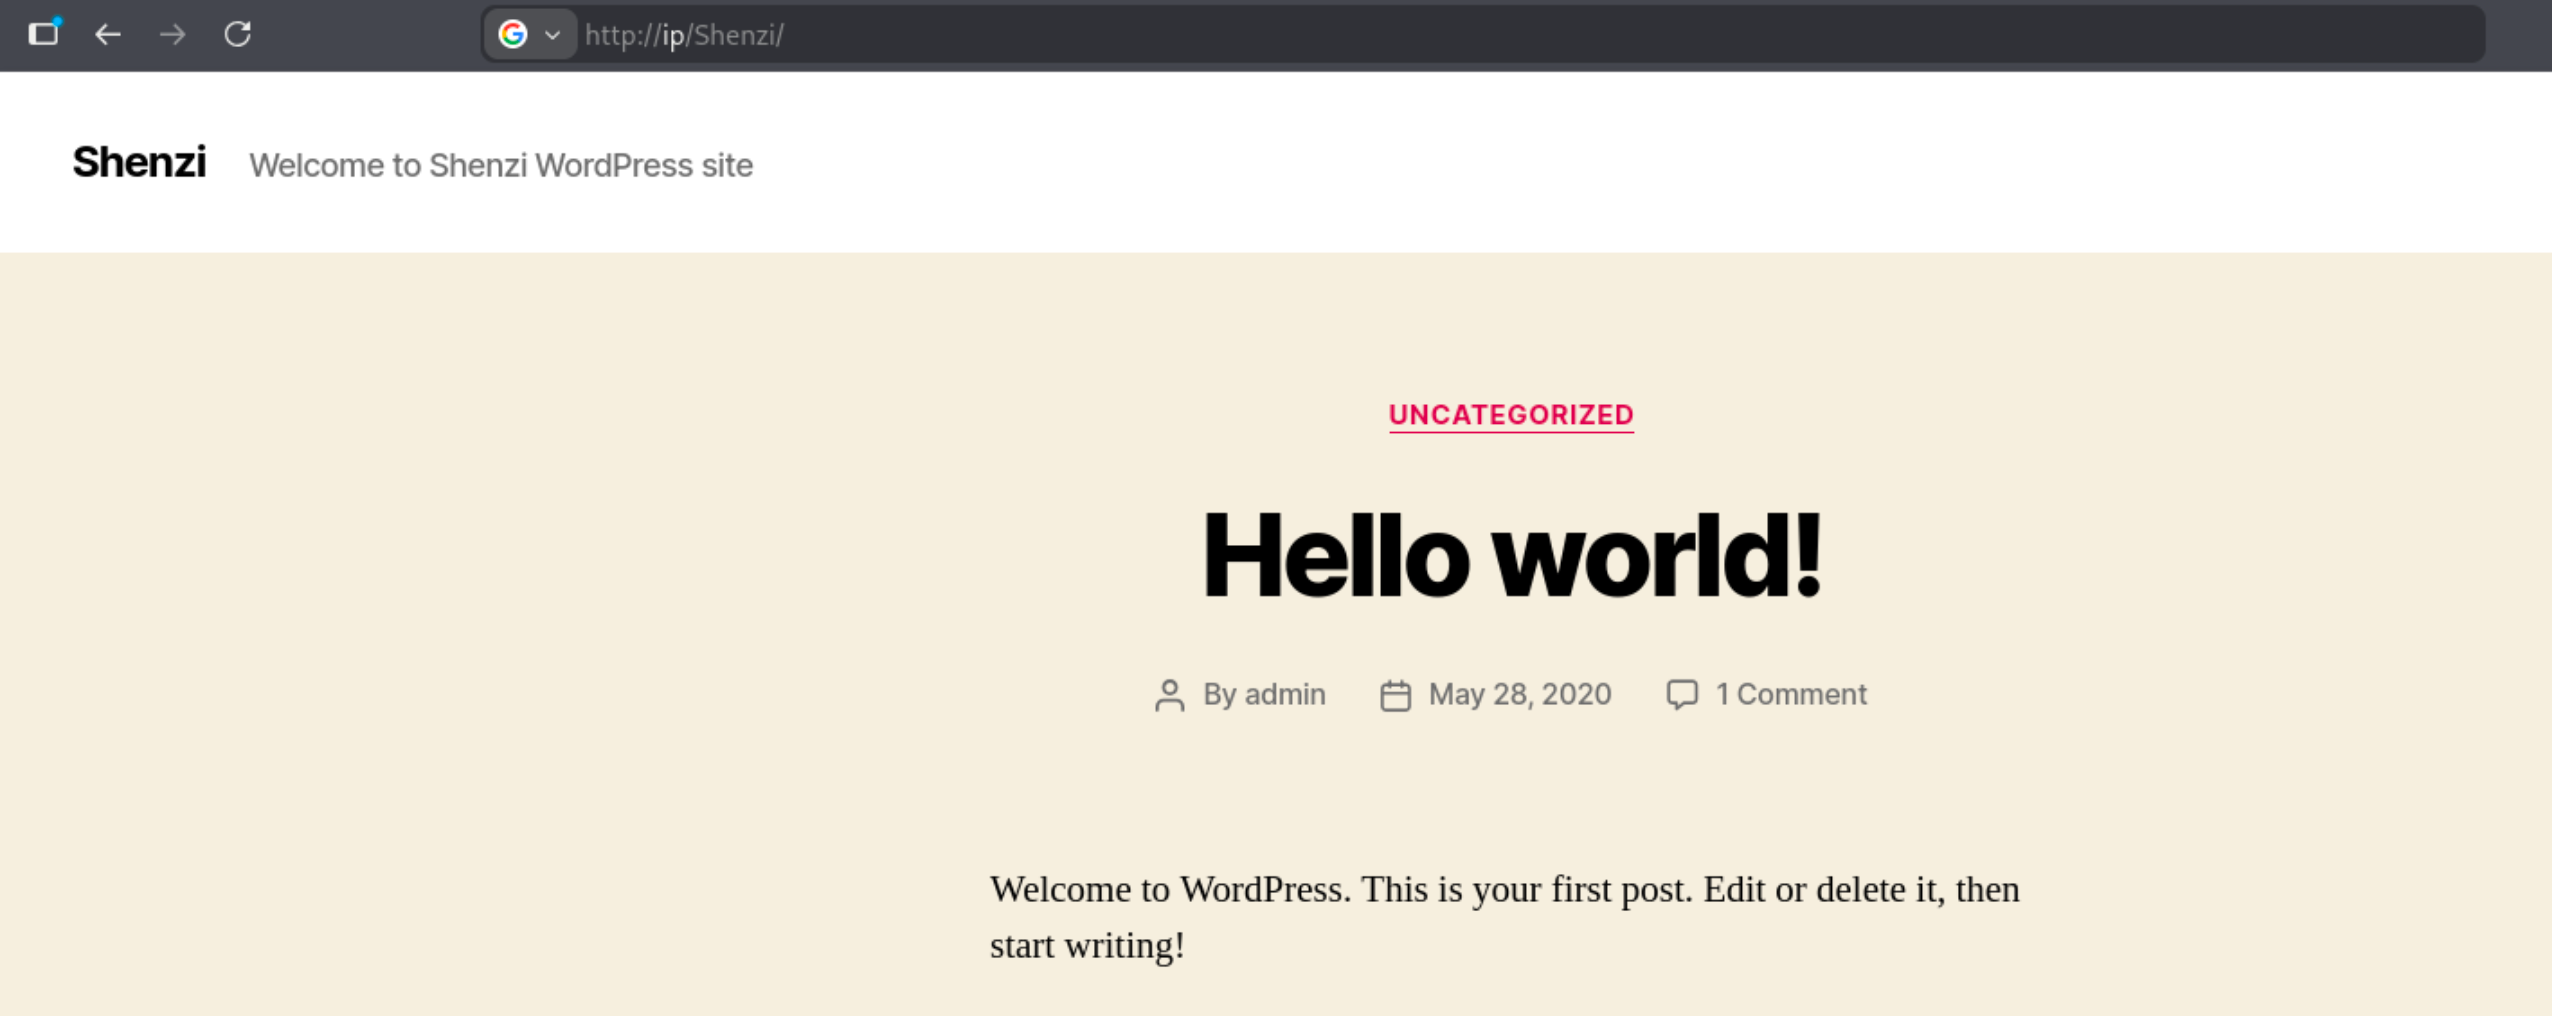 http://ip/Shenzi/
Shenzi Welcome to Shenzi WordPress site
UNCATEGORIZED
Hello world!
By admin May 28, 2020 1 Comment
Welcome to WordPress. This is your first post. Edit or delete it, then
start writing!